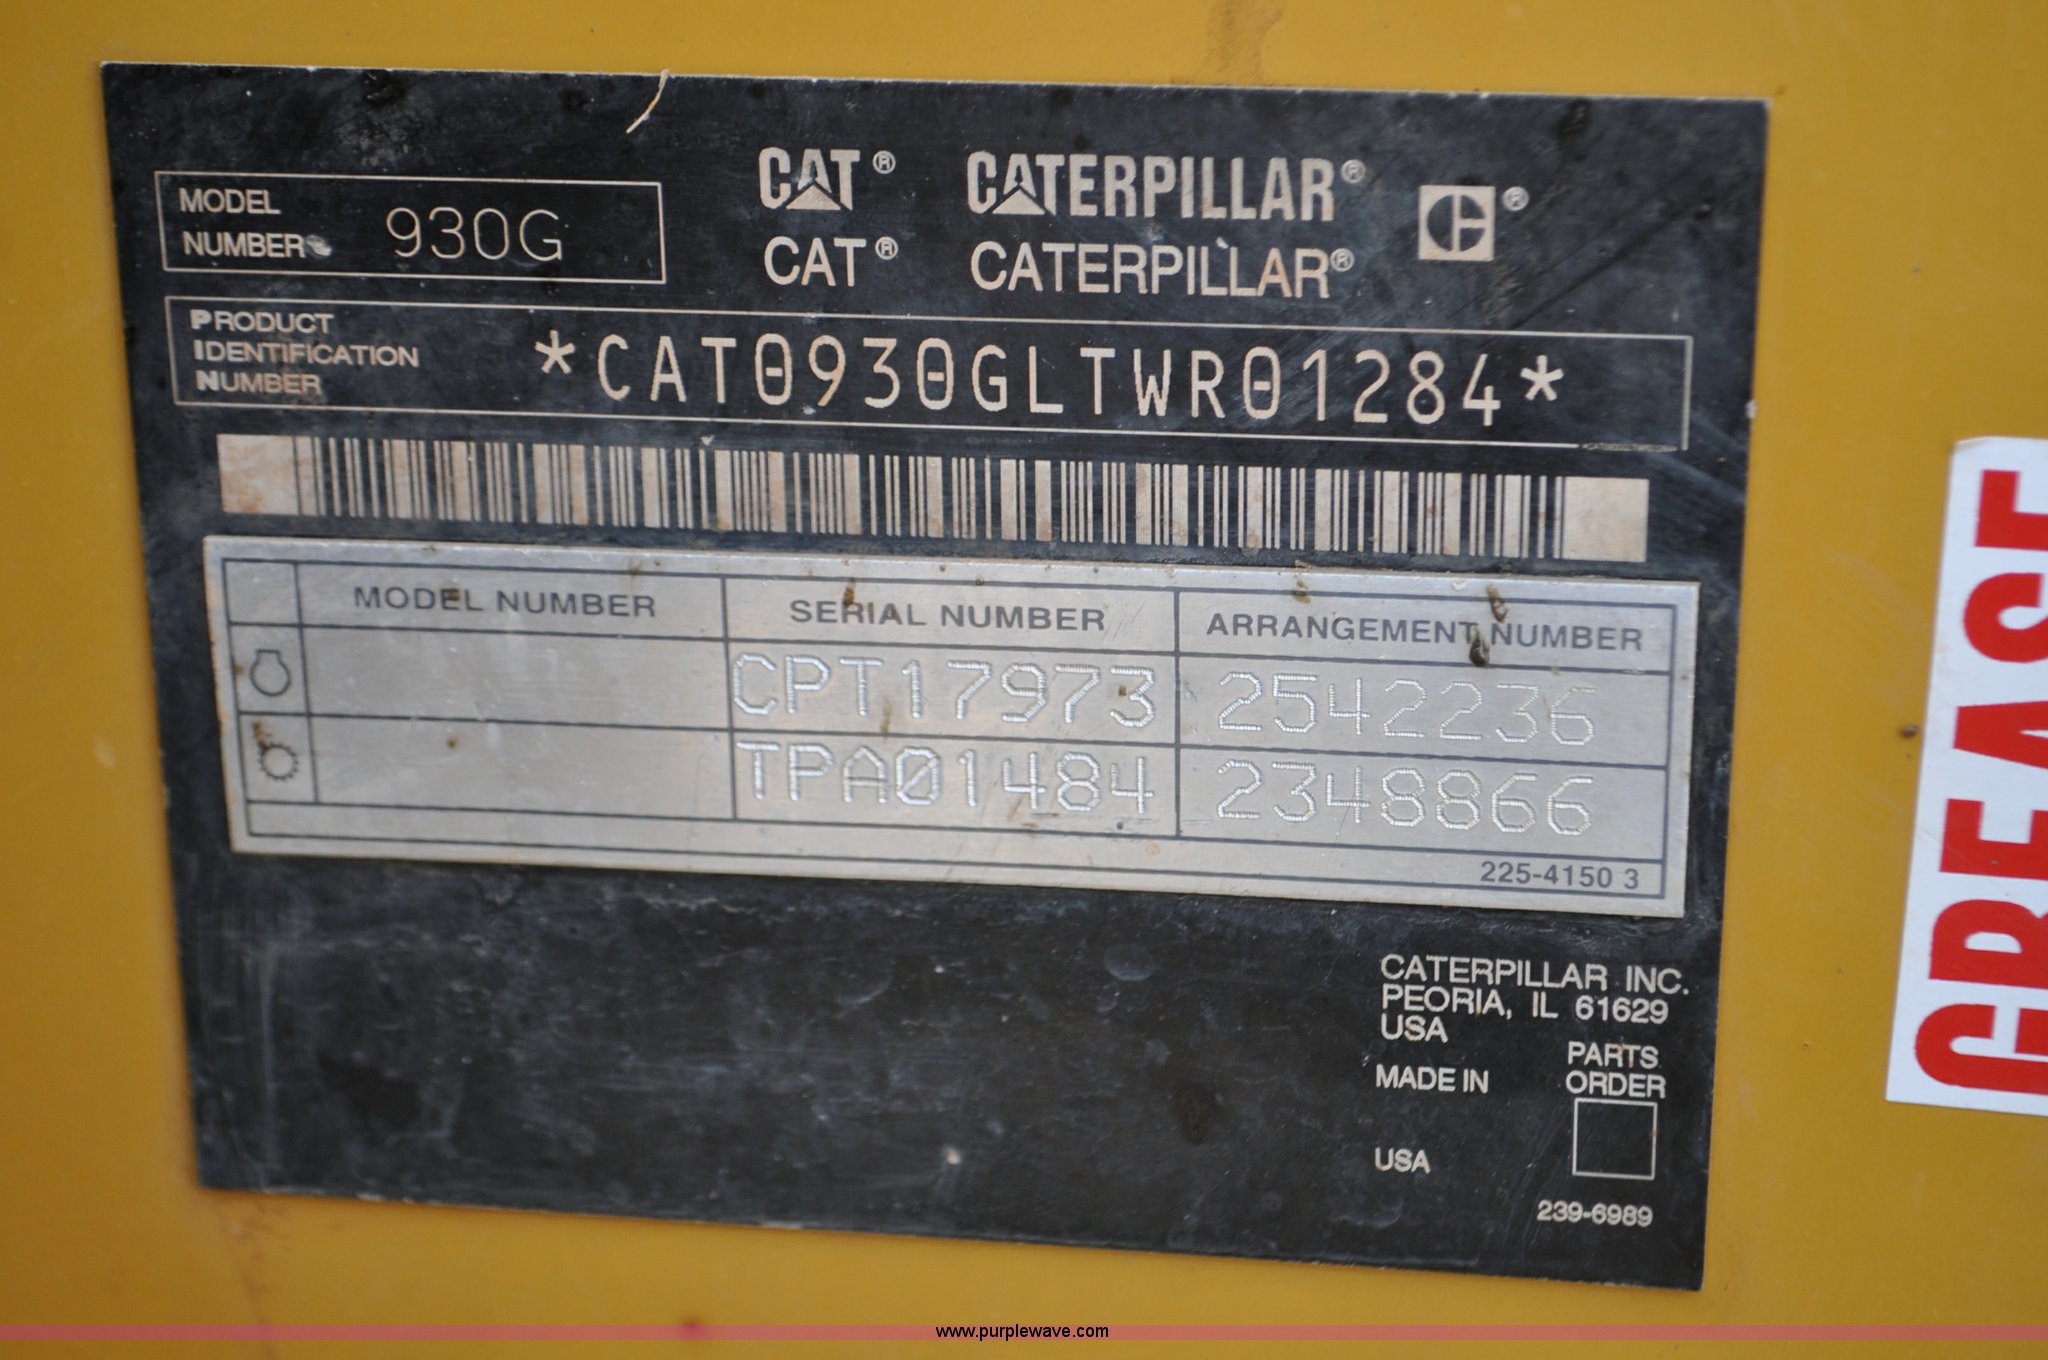 CAT® CATERPILLAR® ®
CAT® CATERPILLAR®
MODEL
NUMBER 930G
PRODUCT
IDENTIFICATION
NUMBER
*CAT0930GLTWR01284*
MODEL NUMBER SERIAL NUMBER ARRANGEMENT NUMBER
CPT17973 2542236
TPA01484 2348866
225-4150 3
CATERPILLAR INC.
PEORIA, IL 61629
USA
MADE IN
USA
PARTS
ORDER
239-6989
GREASE
www.purplewave.com